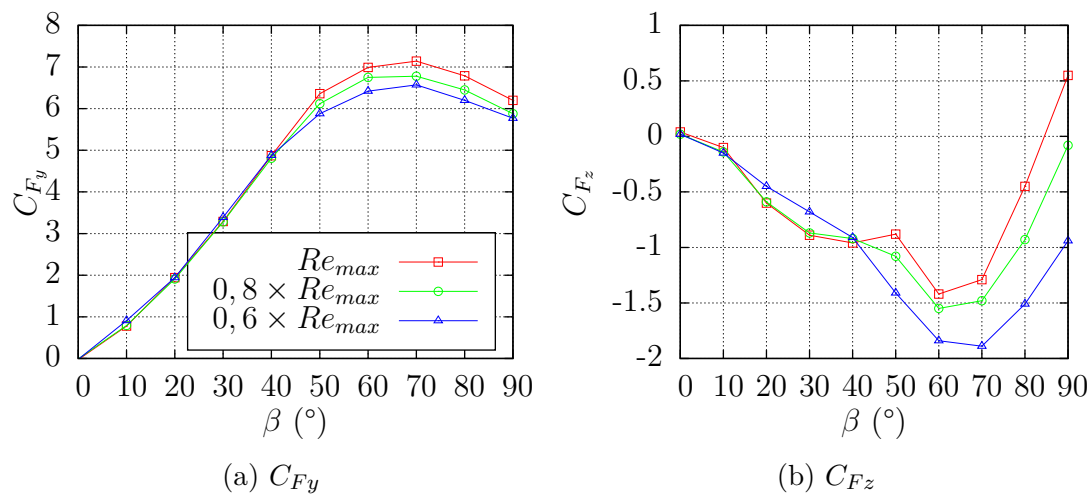 8
7
6
5
4
3
2
1
0
C_{F_y}
Re_{max}
0,8 × Re_{max}
0,6 × Re_{max}
0 10 20 30 40 50 60 70 80 90
β (°)
(a) C_{Fy}
1
0.5
0
-0.5
-1
-1.5
-2
C_{F_z}
0 10 20 30 40 50 60 70 80 90
β (°)
(b) C_{Fz}